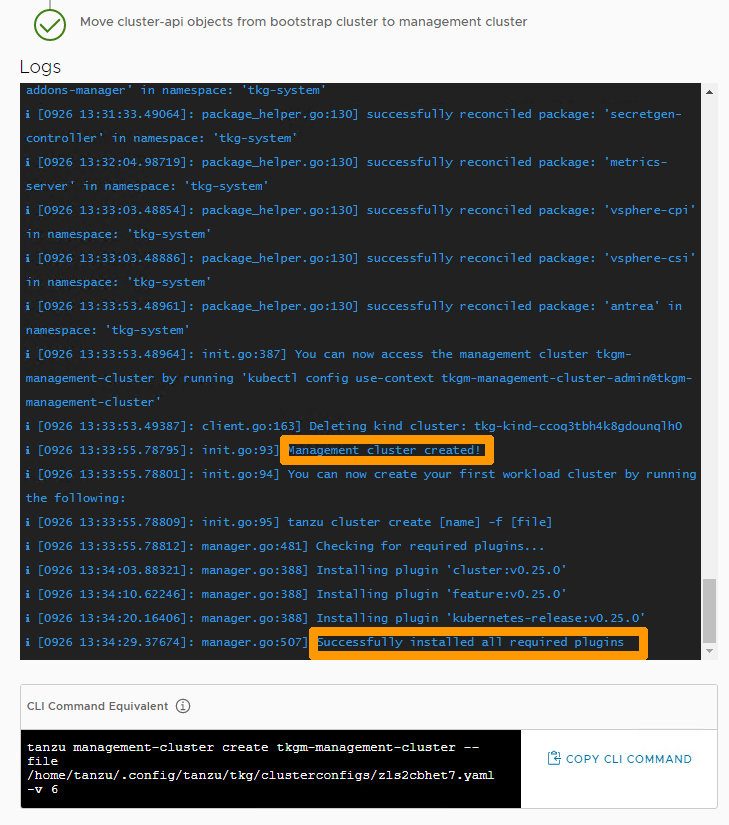 Move cluster-api objects from bootstrap cluster to management cluster
Logs
addons-manager' in namespace: 'tkg-system'
ℹ [0926 13:31:33.49064]: package_helper.go:130] successfully reconciled package: 'secretgen-
controller' in namespace: 'tkg-system'
ℹ [0926 13:32:04.98719]: package_helper.go:130] successfully reconciled package: 'metrics-
server' in namespace: 'tkg-system'
ℹ [0926 13:33:03.48854]: package_helper.go:130] successfully reconciled package: 'vsphere-cpi'
in namespace: 'tkg-system'
ℹ [0926 13:33:03.48886]: package_helper.go:130] successfully reconciled package: 'vsphere-csi'
in namespace: 'tkg-system'
ℹ [0926 13:33:53.48961]: package_helper.go:130] successfully reconciled package: 'antrea' in
namespace: 'tkg-system'
ℹ [0926 13:33:53.48964]: init.go:387] You can now access the management cluster tkgm-
management-cluster by running 'kubectl config use-context tkgm-management-cluster-admin@tkgm-
management-cluster'
ℹ [0926 13:33:53.49387]: client.go:163] Deleting kind cluster: tkg-kind-ccoq3tbh4k8gdounqlh0
ℹ [0926 13:33:55.78795]: init.go:93] Management cluster created!
ℹ [0926 13:33:55.78801]: init.go:94] You can now create your first workload cluster by running
the following:
ℹ [0926 13:33:55.78809]: init.go:95] tanzu cluster create [name] -f [file]
ℹ [0926 13:33:55.78812]: manager.go:481] Checking for required plugins...
ℹ [0926 13:34:03.88321]: manager.go:388] Installing plugin 'cluster:v0.25.0'
ℹ [0926 13:34:10.62246]: manager.go:388] Installing plugin 'feature:v0.25.0'
ℹ [0926 13:34:20.16406]: manager.go:388] Installing plugin 'kubernetes-release:v0.25.0'
ℹ [0926 13:34:29.37674]: manager.go:507] Successfully installed all required plugins
CLI Command Equivalent
tanzu management-cluster create tkgm-management-cluster --
file
/home/tanzu/.config/tanzu/tkg/clusterconfigs/zls2cbhet7.yaml
-v 6
COPY CLI COMMAND